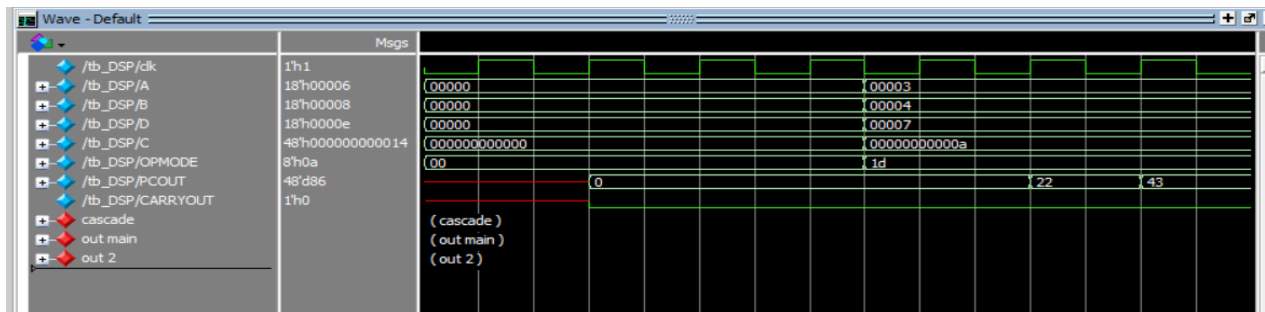 Wave - Default
Msgs
/tb_DSP/clk 1'h1
/tb_DSP/A 18'h00006 00000 00003
/tb_DSP/B 18'h00008 00000 00004
/tb_DSP/D 18'h0000e 00000 00007
/tb_DSP/C 48'h000000000014 000000000000 00000000000a
/tb_DSP/OPMODE 8'h0a 00 1d
/tb_DSP/PCOUT 48'd86 0 22 43
/tb_DSP/CARRYOUT 1'h0
cascade ( cascade )
out main ( out main )
out 2 ( out 2 )